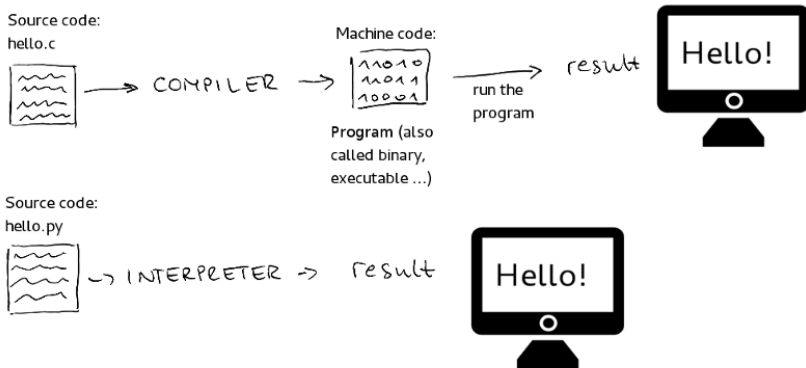 Source code:
hello.c
COMPILER
Machine code:
11010
11011
10001
Program (also
called binary,
executable ...)
run the
program
result
Hello!
Source code:
hello.py
INTERPRETER
result
Hello!